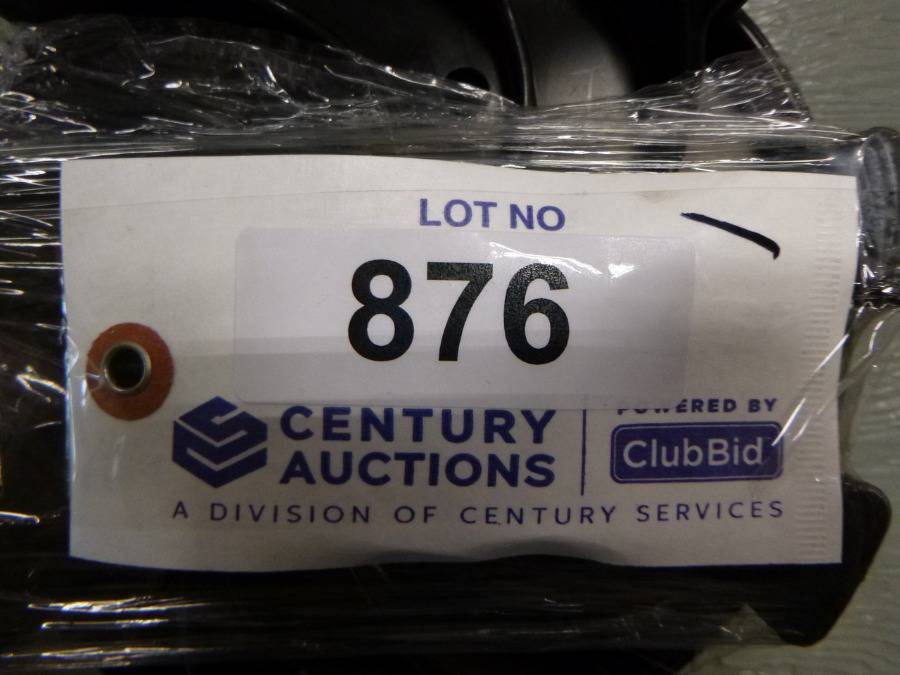 LOT NO
876
CENTURY
AUCTIONS
POWERED BY
ClubBid
A DIVISION OF CENTURY SERVICES